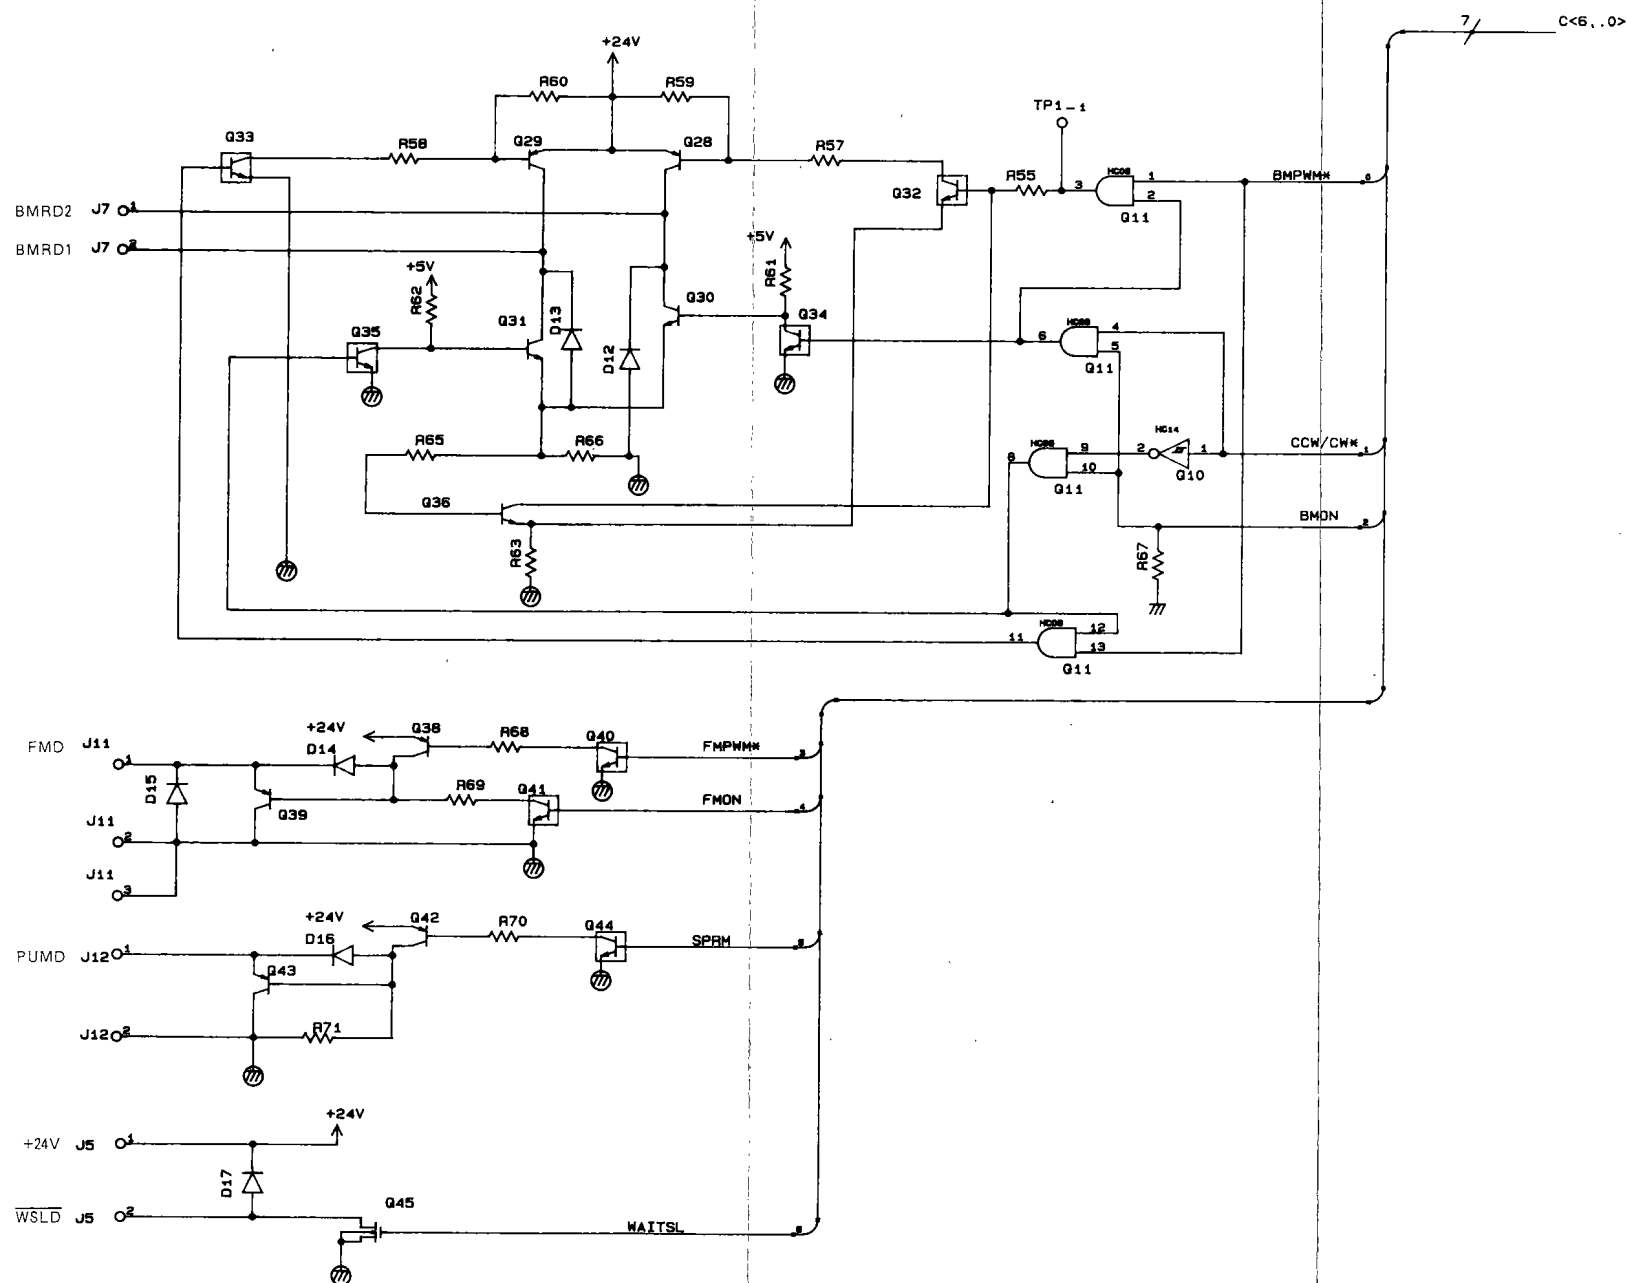 7 C<6..0>
+24V
R60 R59
TP1-1
Q33 R58 Q29 Q28 R57
HC08
R55 3 1 BMPWM*
Q32 2
Q11
BMRD2 J7 1
BMRD1 J7 2
+5V +5V
R62 R61
Q30
Q35 Q31 D13 Q34
HC08
6 4
5
D12 Q11
R65 R66
HC08 HC14
8 9 2 1 CCW/CW* 1
10 Q10
Q11
Q36
BMON 2
R63 R67
HC08
11 12
13
Q11
+24V Q38
FMD J11 1 D14 R68 Q40 FMPWM*
D15 R69 Q41 FMON 4
Q39
J11 2
J11 3
+24V Q42 R70 Q44
D16 SPRM
PUMD J12 1
Q43
J12 2 R71
+24V
+24V J5 1
D17
WSLD J5 2 Q45
WAITSL